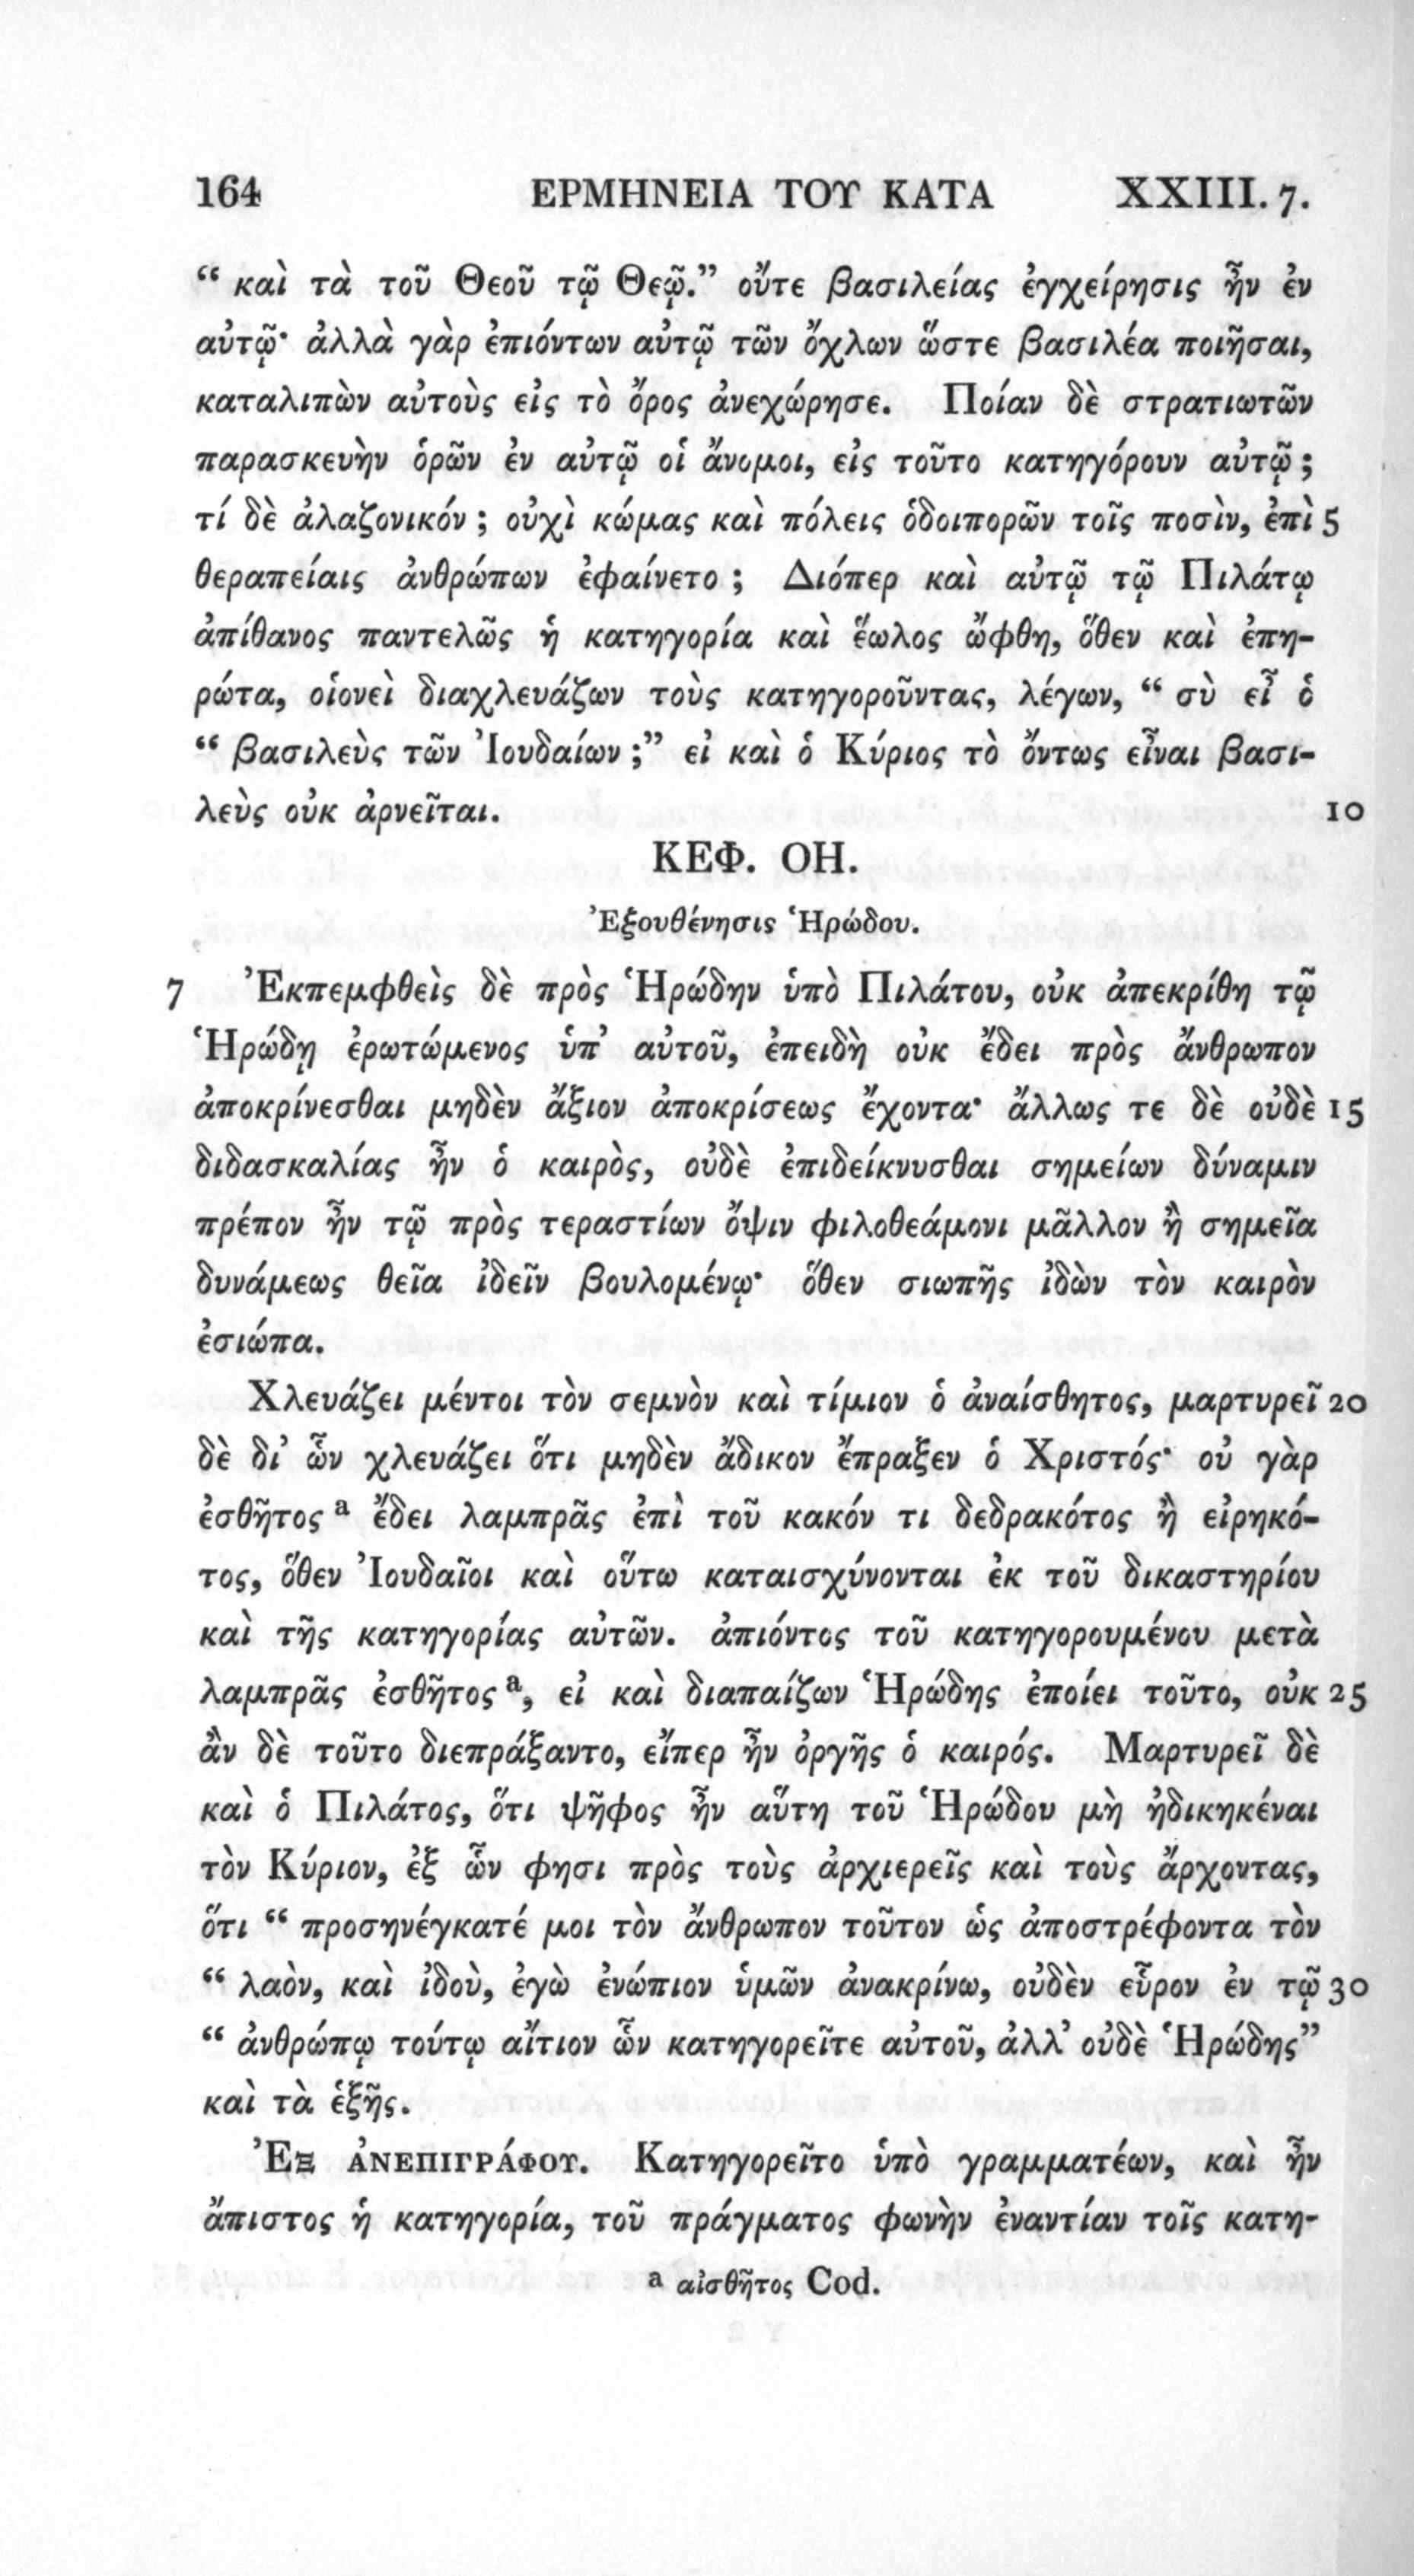 164 ΕΡΜΗΝΕΙΑ ΤΟΥ ΚΑΤΑ XXIII. 7.
“ καὶ τὰ τοῦ Θεοῦ τῷ Θεῷ.” οὔτε βασιλείας ἐγχείρησις ἦν ἐν
αὐτῷ· ἀλλὰ γὰρ ἐπιόντων αὐτῷ τῶν ὄχλων ὥστε βασιλέα ποιῆσαι,
καταλιπὼν αὐτοὺς εἰς τὸ ὄρος ἀνεχώρησε. Ποίαν δὲ στρατιωτῶν
παρασκευὴν ὁρῶν ἐν αὐτῷ οἱ ἄνομοι, εἰς τοῦτο κατηγόρουν αὐτῷ ;
τί δὲ ἀλαζονικόν ; οὐχὶ κώμας καὶ πόλεις ὁδοιπορῶν τοῖς ποσὶν, ἐπὶ 5
θεραπείαις ἀνθρώπων ἐφαίνετο ; Διόπερ καὶ αὐτῷ τῷ Πιλάτῳ
ἀπίθανος παντελῶς ἡ κατηγορία καὶ ἕωλος ὤφθη, ὅθεν καὶ ἐπη-
ρώτα, οἱονεὶ διαχλευάζων τοὺς κατηγοροῦντας, λέγων, “ σὺ εἶ ὁ
“ βασιλεὺς τῶν Ἰουδαίων ;” εἰ καὶ ὁ Κύριος τὸ ὄντως εἶναι βασι-
λεὺς οὐκ ἀρνεῖται. 10
ΚΕΦ. ΟΗ.
Ἐξουθένησις Ἡρώδου.
7 Ἐκπεμφθεὶς δὲ πρὸς Ἡρώδην ὑπὸ Πιλάτου, οὐκ ἀπεκρίθη τῷ
Ἡρώδῃ ἐρωτώμενος ὑπ’ αὐτοῦ, ἐπειδὴ οὐκ ἔδει πρὸς ἄνθρωπον
ἀποκρίνεσθαι μηδὲν ἄξιον ἀποκρίσεως ἔχοντα· ἄλλως τε δὲ οὐδὲ 15
διδασκαλίας ἦν ὁ καιρὸς, οὐδὲ ἐπιδείκνυσθαι σημείων δύναμιν
πρέπον ἦν τῷ πρὸς τεραστίων ὄψιν φιλοθεάμονι μᾶλλον ἢ σημεῖα
δυνάμεως θεῖα ἰδεῖν βουλομένῳ· ὅθεν σιωπῆς ἰδὼν τὸν καιρὸν
ἐσιώπα.
Χλευάζει μέντοι τὸν σεμνὸν καὶ τίμιον ὁ ἀναίσθητος, μαρτυρεῖ 20
δὲ δι’ ὧν χλευάζει ὅτι μηδὲν ἄδικον ἔπραξεν ὁ Χριστός· οὐ γὰρ
ἐσθῆτος a ἔδει λαμπρᾶς ἐπὶ τοῦ κακόν τι δεδρακότος ἢ εἰρηκό-
τος, ὅθεν Ἰουδαῖοι καὶ οὕτω καταισχύνονται ἐκ τοῦ δικαστηρίου
καὶ τῆς κατηγορίας αὐτῶν. ἀπιόντος τοῦ κατηγορουμένου μετὰ
λαμπρᾶς ἐσθῆτος a, εἰ καὶ διαπαίζων Ἡρώδης ἐποίει τοῦτο, οὐκ 25
ἂν δὲ τοῦτο διεπράξαντο, εἴπερ ἦν ὀργῆς ὁ καιρός. Μαρτυρεῖ δὲ
καὶ ὁ Πιλάτος, ὅτι ψῆφος ἦν αὕτη τοῦ Ἡρώδου μὴ ἠδικηκέναι
τὸν Κύριον, ἐξ ὧν φησι πρὸς τοὺς ἀρχιερεῖς καὶ τοὺς ἄρχοντας,
ὅτι “ προσηνέγκατέ μοι τὸν ἄνθρωπον τοῦτον ὡς ἀποστρέφοντα τὸν
“ λαὸν, καὶ ἰδοὺ, ἐγὼ ἐνώπιον ὑμῶν ἀνακρίνω, οὐδὲν εὗρον ἐν τῷ 30
“ ἀνθρώπῳ τούτῳ αἴτιον ὧν κατηγορεῖτε αὐτοῦ, ἀλλ’ οὐδὲ Ἡρώδης”
καὶ τὰ ἑξῆς.
Ἐξ ἀνεπιγράφου. Κατηγορεῖτο ὑπὸ γραμματέων, καὶ ἦν
ἄπιστος ἡ κατηγορία, τοῦ πράγματος φωνὴν ἐναντίαν τοῖς κατη-
a αἰσθῆτος Cod.